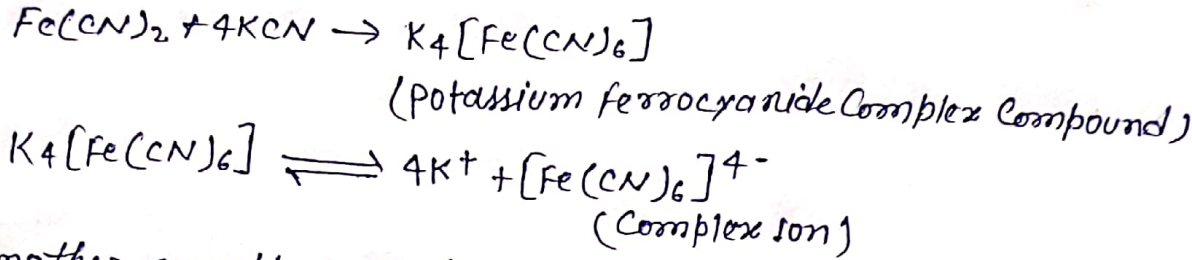 Fe(CN)₂ + 4KCN → K₄[Fe(CN)₆]
(Potassium ferrocyanide Complex Compound)
K₄[Fe(CN)₆] ⇌ 4K⁺ + [Fe(CN)₆]⁴⁻
(Complex Ion)